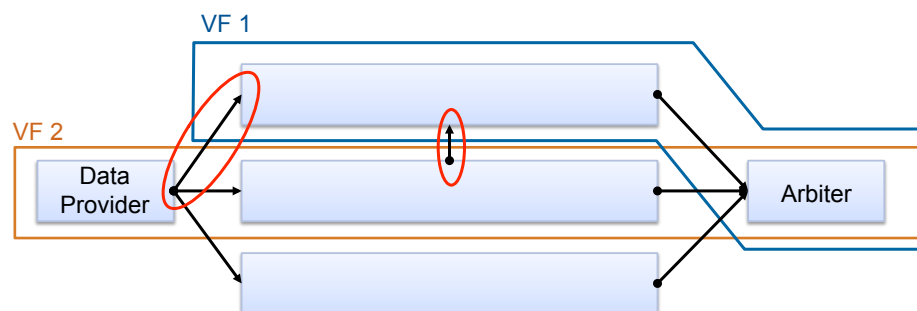 VF 1
VF 2
Data
Provider
Arbiter